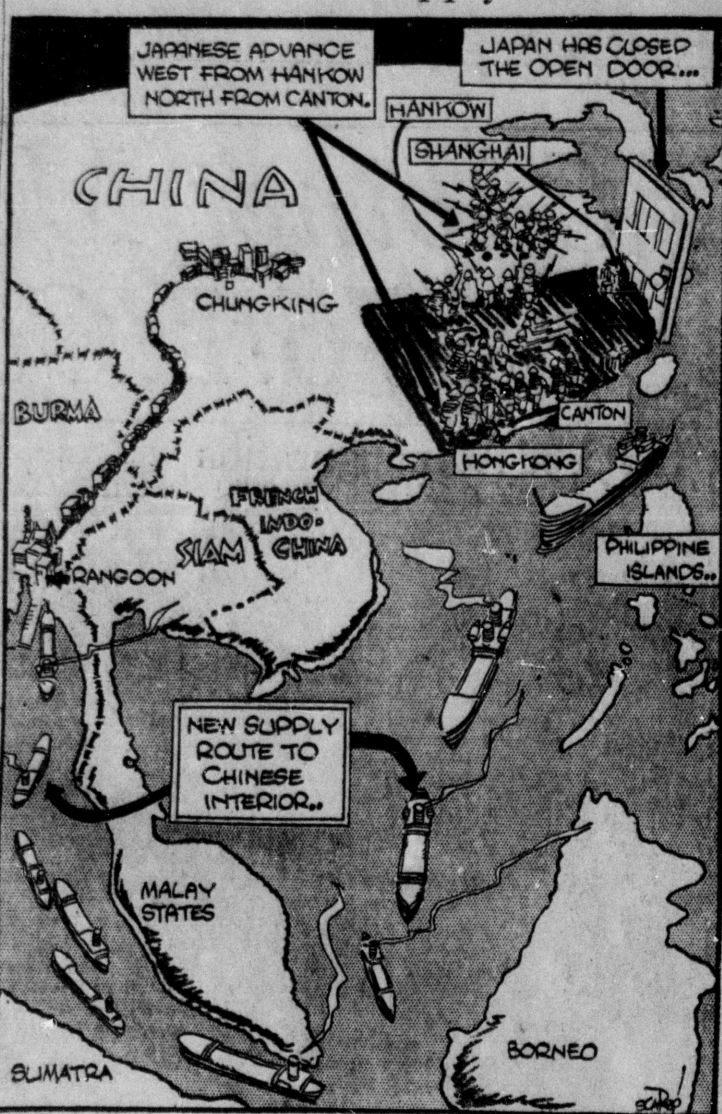 JAPANESE ADVANCE
WEST FROM HANKOW
NORTH FROM CANTON.
JAPAN HAS CLOSED
THE OPEN DOOR...
HANKOW
SHANGHAI
CHINA
CHUNGKING
BURMA
CANTON
HONGKONG
FRENCH
INDO-
CHINA
SIAM
PHILIPPINE
ISLANDS..
RANGOON
NEW SUPPLY
ROUTE TO
CHINESE
INTERIOR..
MALAY
STATES
BORNEO
SUMATRA